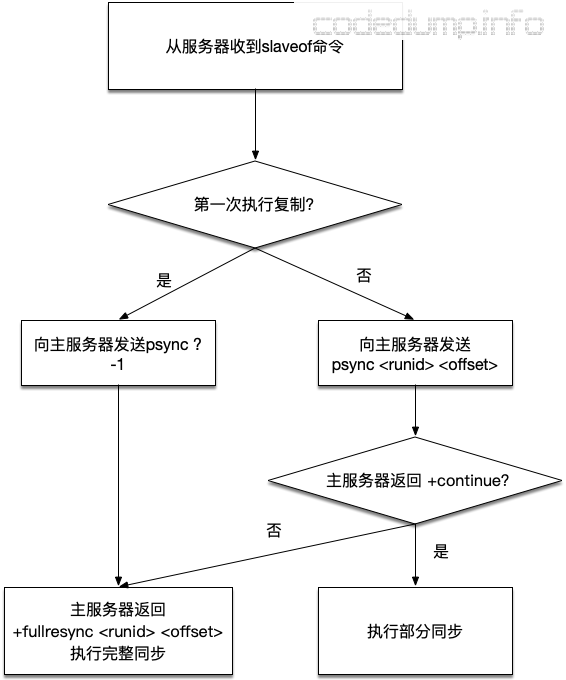 codedump.info
从服务器收到slaveof命令
第一次执行复制?
是
否
向主服务器发送psync ?
-1
向主服务器发送
psync <runid> <offset>
主服务器返回 +continue?
否
是
主服务器返回
+fullresync <runid> <offset>
执行完整同步
执行部分同步